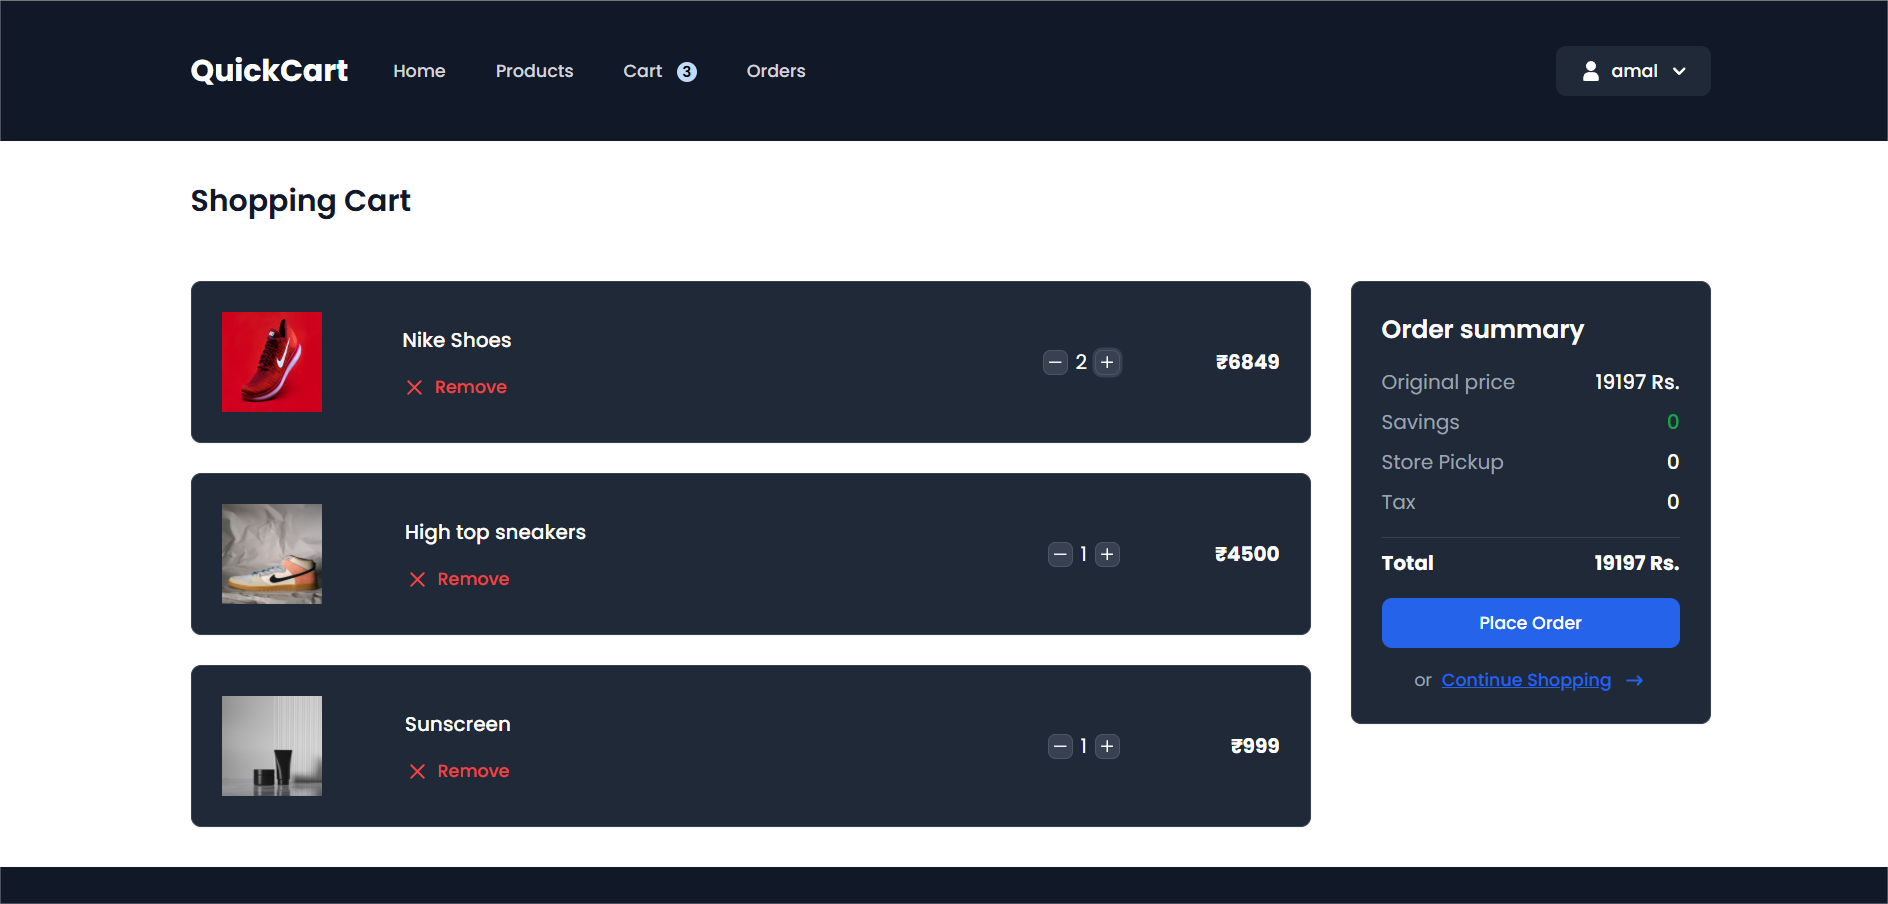 QuickCart Home Products Cart 3 Orders amal
Shopping Cart
Nike Shoes
Remove
2
₹6849
High top sneakers
Remove
1
₹4500
Sunscreen
Remove
1
₹999
Order summary
Original price 19197 Rs.
Savings 0
Store Pickup 0
Tax 0
Total 19197 Rs.
Place Order
or Continue Shopping